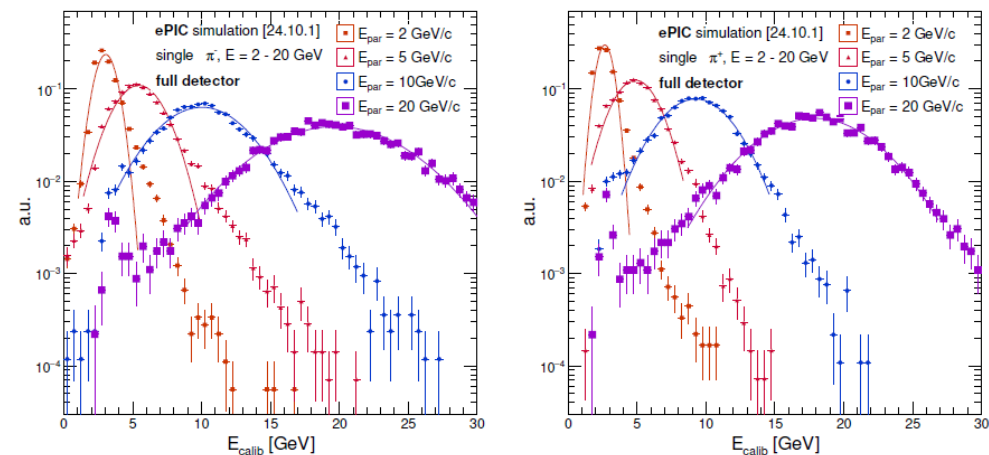 ePIC simulation [24.10.1]
single π⁻, E = 2 - 20 GeV
full detector
E_par = 2 GeV/c
E_par = 5 GeV/c
E_par = 10GeV/c
E_par = 20 GeV/c
a.u.
10⁻¹
10⁻²
10⁻³
10⁻⁴
0 5 10 15 20 25 30
E_calib [GeV]
ePIC simulation [24.10.1]
single π⁺, E = 2 - 20 GeV
full detector
E_par = 2 GeV/c
E_par = 5 GeV/c
E_par = 10GeV/c
E_par = 20 GeV/c
a.u.
10⁻¹
10⁻²
10⁻³
10⁻⁴
0 5 10 15 20 25 30
E_calib [GeV]